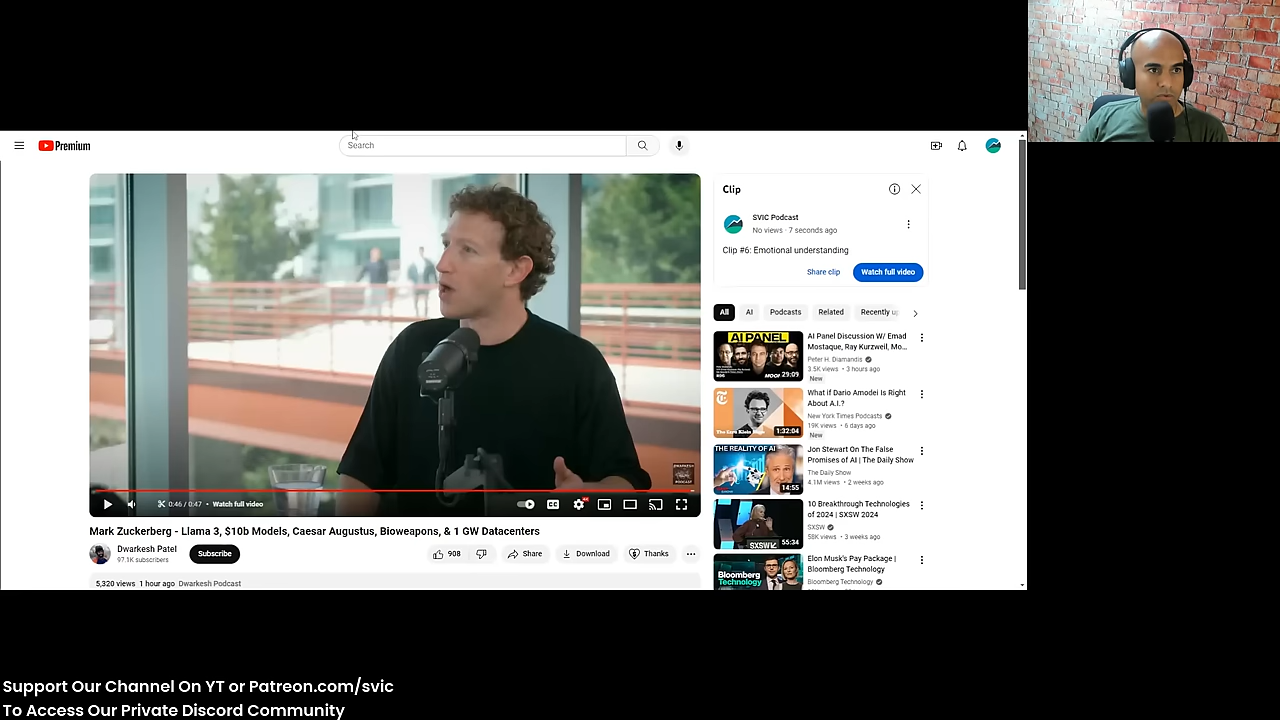 Premium
Search
Clip
SVIC Podcast
No views · 7 seconds ago
Clip #6: Emotional understanding
Share clip
Watch full video
All
AI
Podcasts
Related
Recently u
AI PANEL
29:09
AI Panel Discussion W/ Emad
Mostaque, Ray Kurzweil, Mo...
Peter H. Diamandis
3.5K views • 3 hours ago
New
1:32:04
What if Dario Amodei Is Right
About A.I.?
New York Times Podcasts
19K views • 6 days ago
New
THE REALITY OF AI
14:55
Jon Stewart On The False
Promises of AI | The Daily Show
The Daily Show
4.1M views • 2 weeks ago
SXSW
55:34
10 Breakthrough Technologies
of 2024 | SXSW 2024
SXSW
58K views • 3 weeks ago
Bloomberg
Technology
Elon Musk's Pay Package |
Bloomberg Technology
Bloomberg Technology
0:46 / 0:47 • Watch full video
Mark Zuckerberg - Llama 3, $10b Models, Caesar Augustus, Bioweapons, & 1 GW Datacenters
Dwarkesh Patel
97.1K subscribers
Subscribe
908
Share
Download
Thanks
5,320 views 1 hour ago Dwarkesh Podcast
Support Our Channel On YT or Patreon.com/svic
To Access Our Private Discord Community